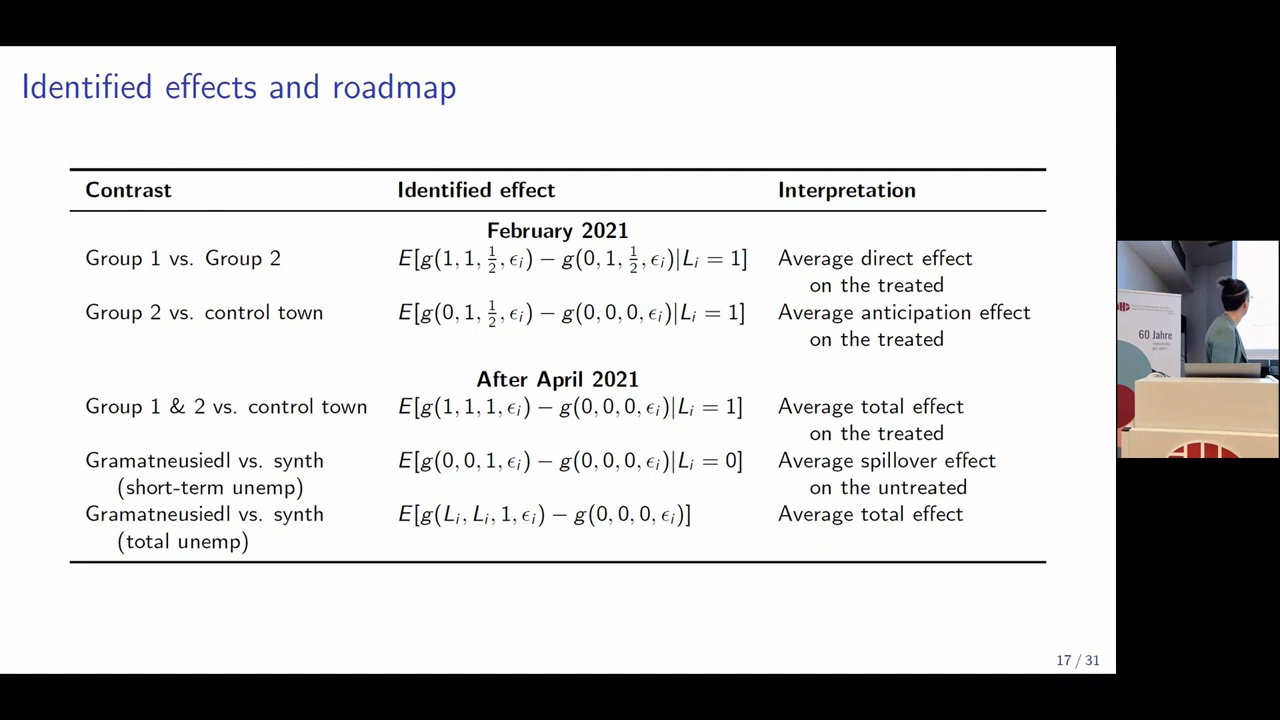 Identified effects and roadmap
Contrast Identified effect Interpretation
February 2021
Group 1 vs. Group 2 E[g(1, 1, 1/2, ϵi) − g(0, 1, 1/2, ϵi)|Li = 1] Average direct effect
on the treated
Group 2 vs. control town E[g(0, 1, 1/2, ϵi) − g(0, 0, 0, ϵi)|Li = 1] Average anticipation effect
on the treated
After April 2021
Group 1 & 2 vs. control town E[g(1, 1, 1, ϵi) − g(0, 0, 0, ϵi)|Li = 1] Average total effect
on the treated
Gramatneusiedl vs. synth E[g(0, 0, 1, ϵi) − g(0, 0, 0, ϵi)|Li = 0] Average spillover effect
(short-term unemp) on the untreated
Gramatneusiedl vs. synth E[g(Li, Li, 1, ϵi) − g(0, 0, 0, ϵi)] Average total effect
(total unemp)
17 / 31
60 Jahre